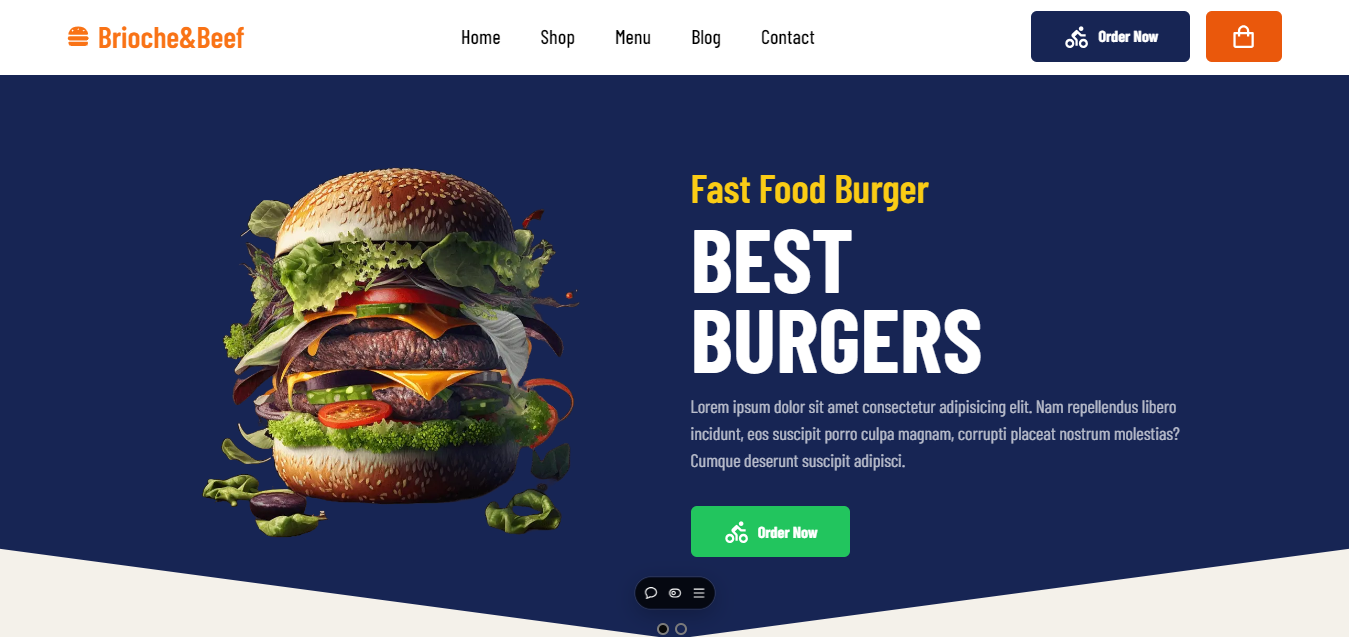 Brioche&Beef
Home
Shop
Menu
Blog
Contact
Order Now
Fast Food Burger
BEST
BURGERS
Lorem ipsum dolor sit amet consectetur adipisicing elit. Nam repellendus libero
incidunt, eos suscipit porro culpa magnam, corrupti placeat nostrum molestias?
Cumque deserunt suscipit adipisci.
Order Now